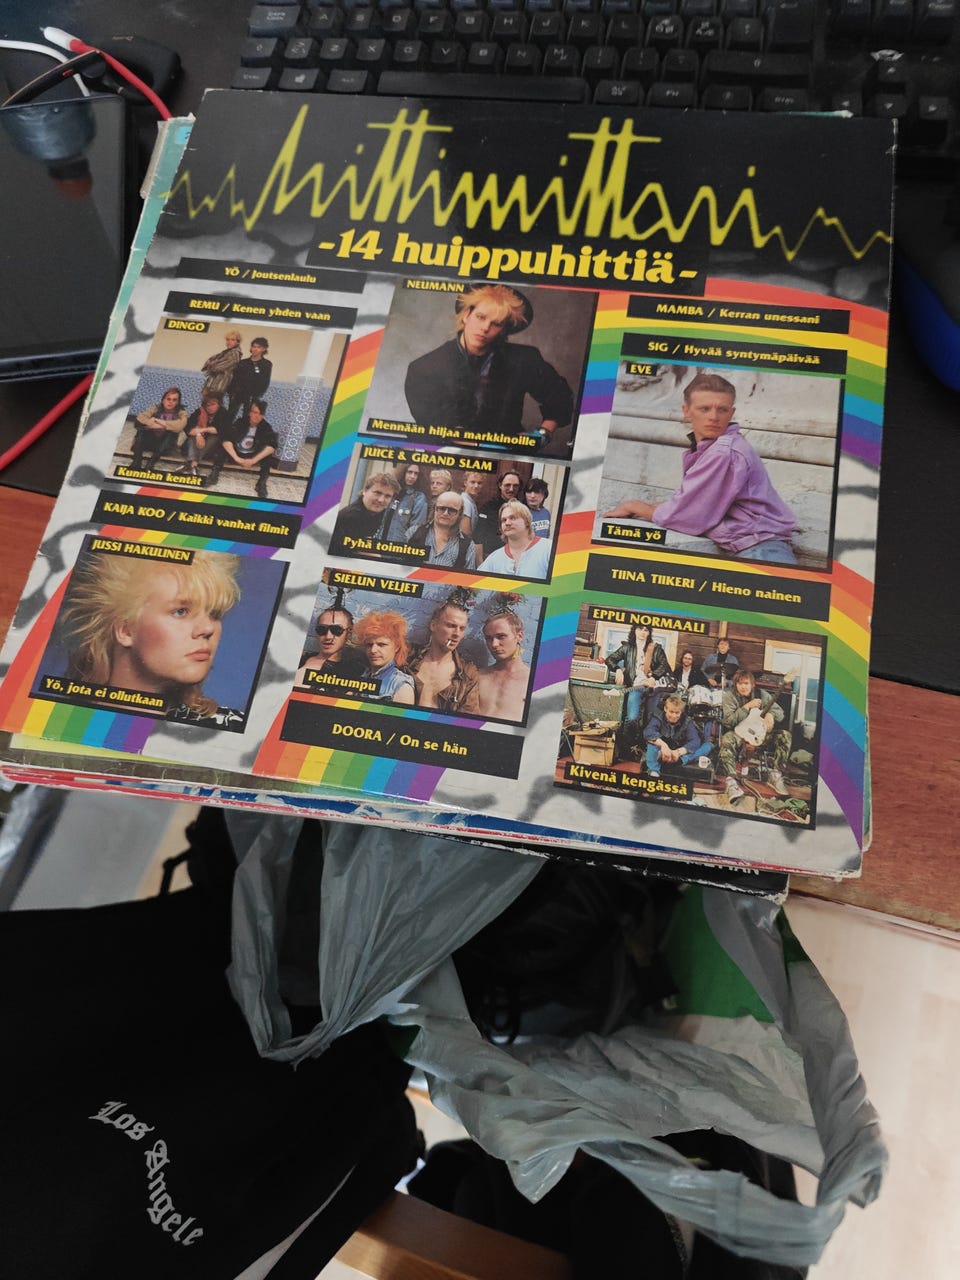 hittimittari
-14 huippuhittiä-
YÖ / Joutsenlaulu
REMU / Kenen yhden vaan
DINGO
Kunnian kentät
KAIJA KOO / Kaikki vanhat filmit
JUSSI HAKULINEN
Yö, jota ei ollutkaan
NEUMANN
Mennään hiljaa markkinoille
JUICE & GRAND SLAM
Pyhä toimitus
SIELUN VELJET
Peltirumpu
DOORA / On se hän
MAMBA / Kerran unessani
SIG / Hyvää syntymäpäivää
EVE
Tämä yö
TIINA TIIKERI / Hieno nainen
EPPU NORMAALI
Kivenä kengässä
Los Angele